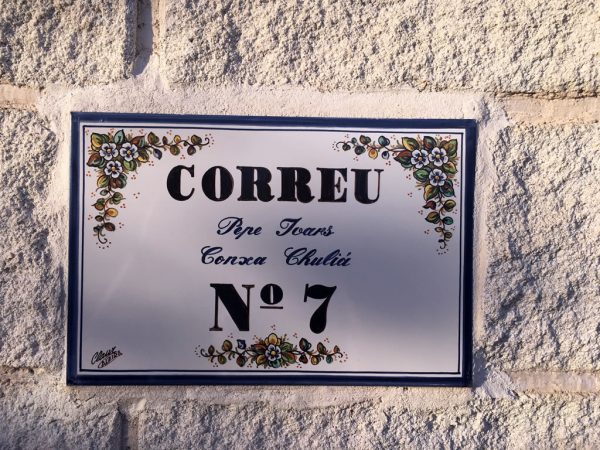 CORREU
Pepe Ivars
Conxa Chuliá
Nº 7